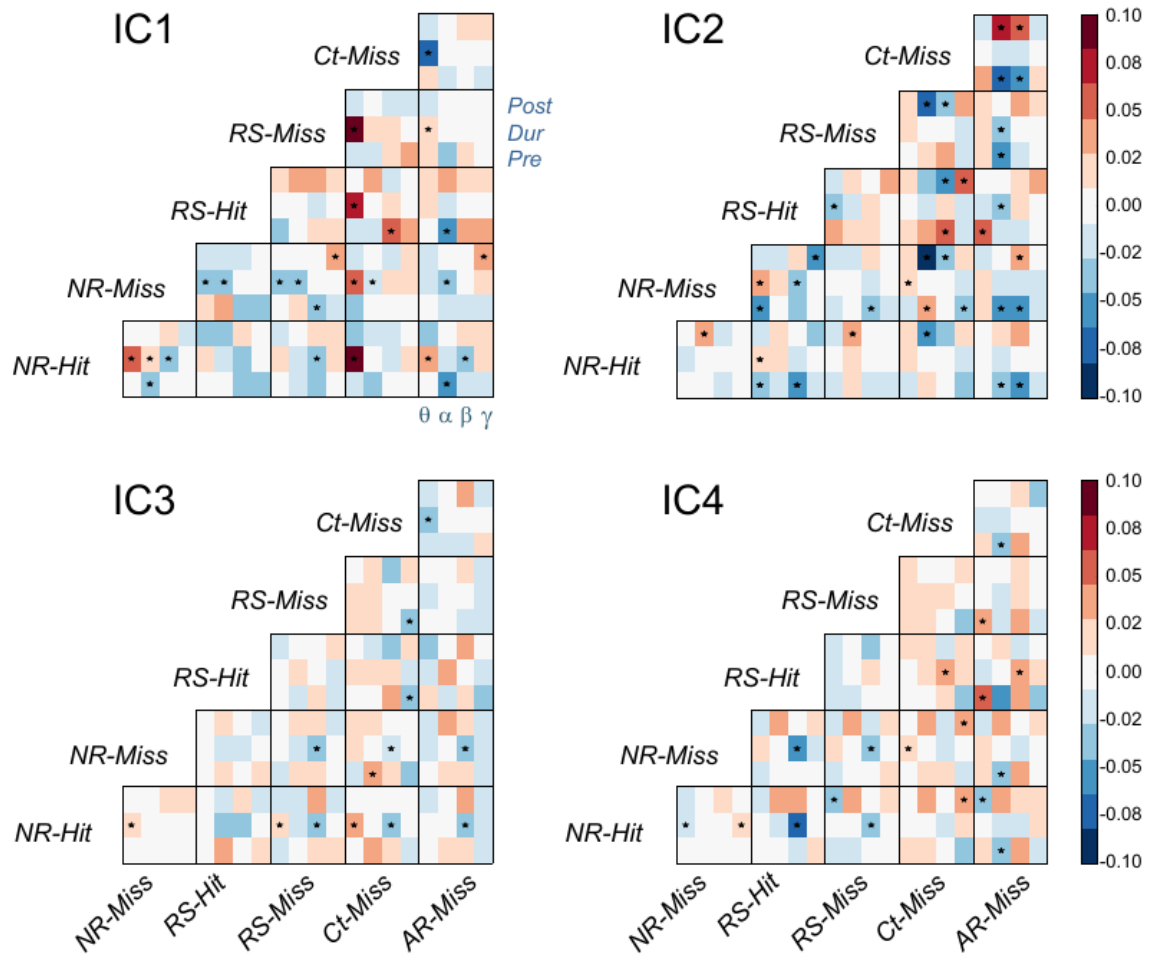 IC1
Ct-Miss
RS-Miss
RS-Hit
NR-Miss
NR-Hit
Post
Dur
Pre
θ α β γ
IC2
Ct-Miss
RS-Miss
RS-Hit
NR-Miss
NR-Hit
0.10
0.08
0.05
0.02
0.00
-0.02
-0.05
-0.08
-0.10
IC3
Ct-Miss
RS-Miss
RS-Hit
NR-Miss
NR-Hit
NR-Miss
RS-Hit
RS-Miss
Ct-Miss
AR-Miss
IC4
Ct-Miss
RS-Miss
RS-Hit
NR-Miss
NR-Hit
NR-Miss
RS-Hit
RS-Miss
Ct-Miss
AR-Miss
0.10
0.08
0.05
0.02
0.00
-0.02
-0.05
-0.08
-0.10